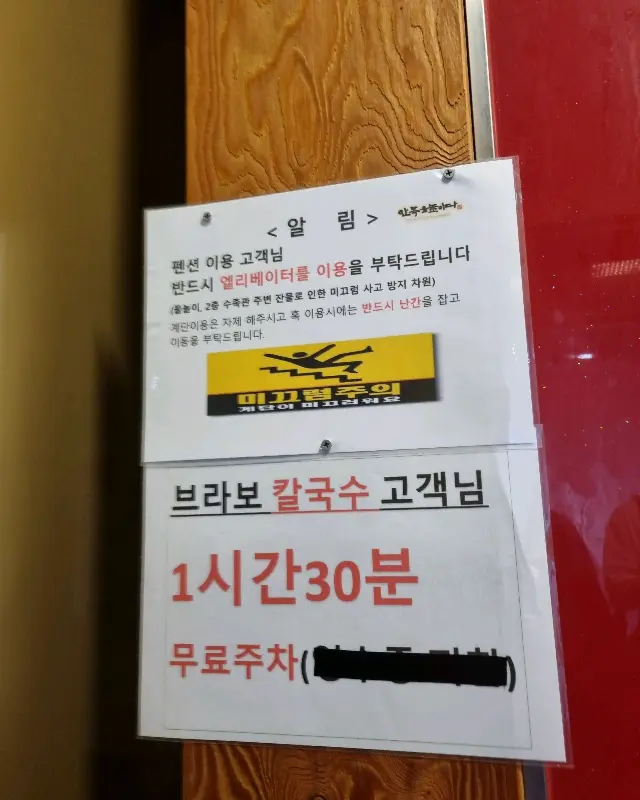 < 알 림 >
펜션 이용 고객님
반드시 엘리베이터를 이용을 부탁드립니다
(물놀이, 2층 수족관 주변 잔물로 인한 미끄럼 사고 방지 차원)
계단이용은 자제 해주시고 혹 이용시에는 반드시 난간을 잡고
이동을 부탁드립니다.
미끄럼주의
계단이 미끄러워요
브라보 칼국수 고객님
1시간30분
무료주차(